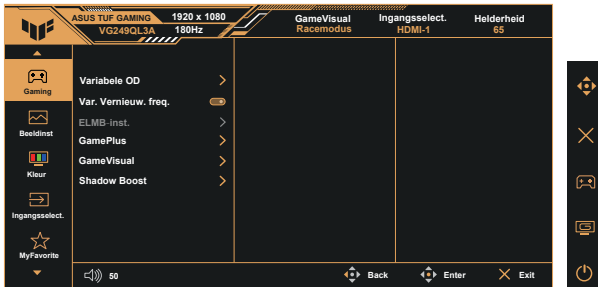 ASUS TUF GAMING 1920 x 1080
VG249QL3A 180Hz
GameVisual
Racemodus
Ingangsselect.
HDMI-1
Helderheid
65
Gaming
Beeldinst
Kleur
Ingangsselect.
MyFavorite
Variabele OD
Var. Vernieuw. freq.
ELMB-inst.
GamePlus
GameVisual
Shadow Boost
50
Back
Enter
Exit